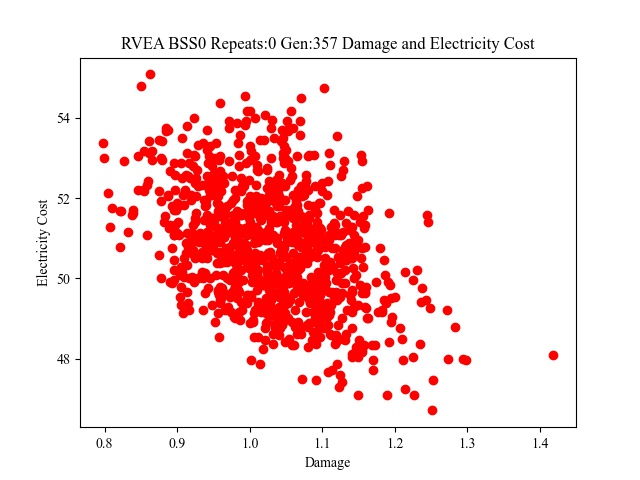 RVEA BSS0 Repeats:0 Gen:357 Damage and Electricity Cost
Electricity Cost
54
52
50
48
0.8 0.9 1.0 1.1 1.2 1.3 1.4
Damage